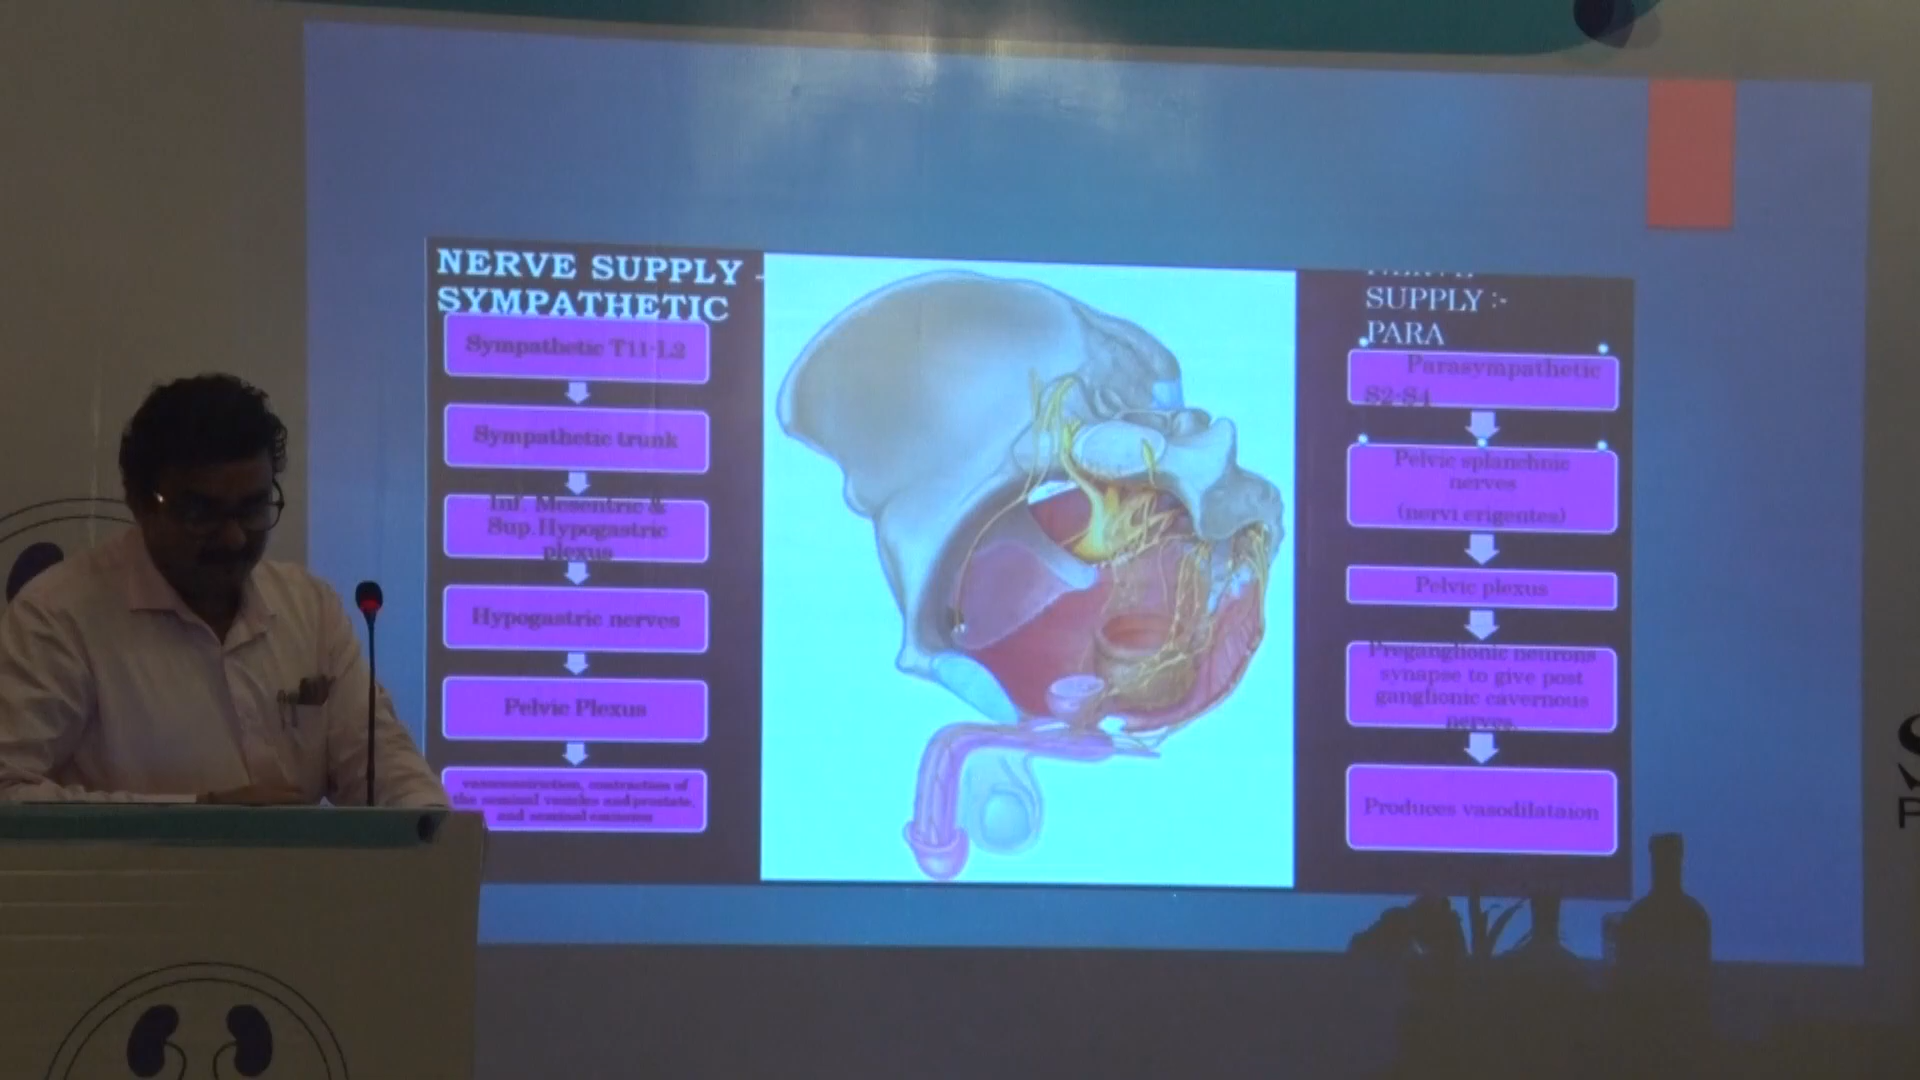 NERVE SUPPLY -
SYMPATHETIC
Sympathetic T11-L2
Sympathetic trunk
Inf. Mesentric &
Sup.Hypogastric
plexus
Hypogastric nerves
Pelvic Plexus
vasoconstriction, contraction of
the seminal vesicles and prostate,
and seminal emission
NERVE
SUPPLY :-
PARA
Parasympathetic
S2-S4
Pelvic splanchnic
nerves
(nervi erigentes)
Pelvic plexus
Preganglionic neurons
synapse to give post
ganglionic cavernous
nerves.
Produces vasodilataion